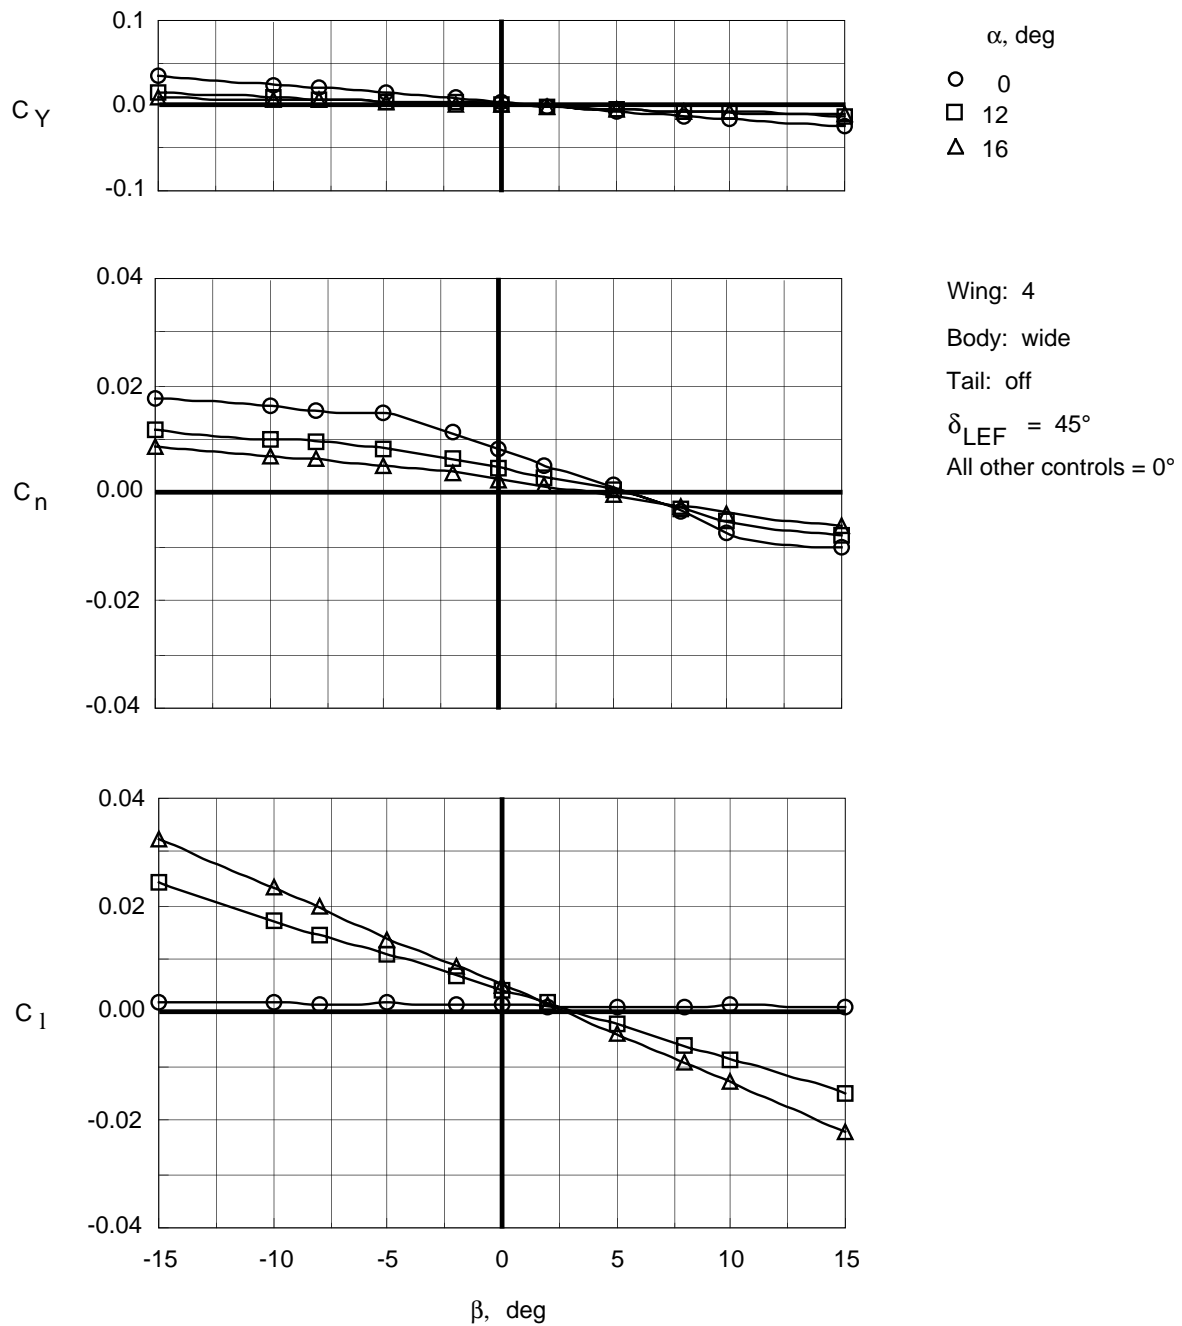 0.1
0.0
-0.1
C Y
α, deg
0
12
16
0.04
0.02
0.00
-0.02
-0.04
C n
Wing: 4
Body: wide
Tail: off
δLEF = 45°
All other controls = 0°
0.04
0.02
0.00
-0.02
-0.04
C l
-15 -10 -5 0 5 10 15
β, deg